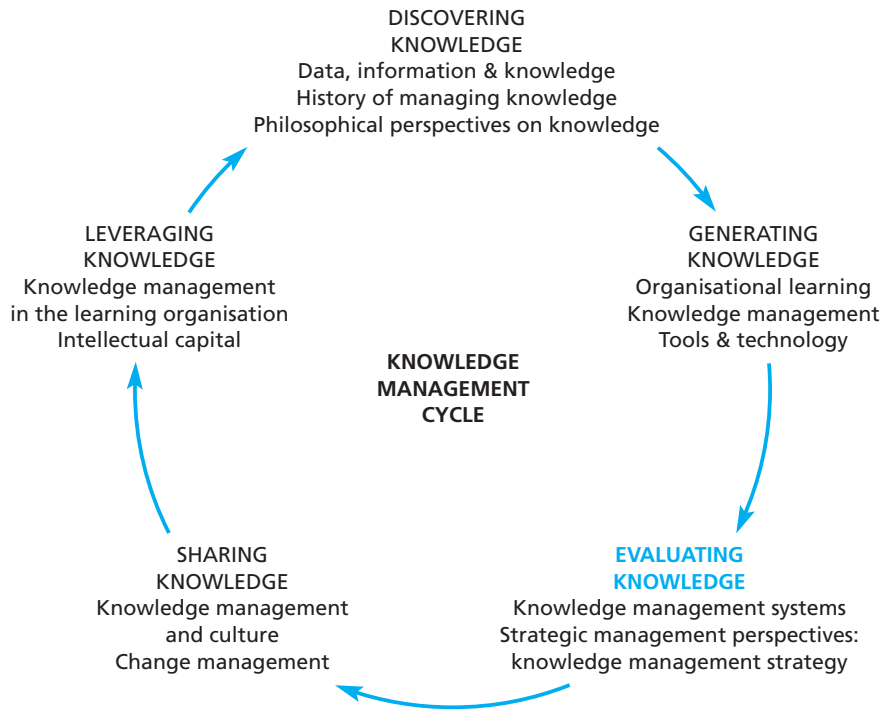 DISCOVERING
KNOWLEDGE
Data, information & knowledge
History of managing knowledge
Philosophical perspectives on knowledge
GENERATING
KNOWLEDGE
Organisational learning
Knowledge management
Tools & technology
EVALUATING
KNOWLEDGE
Knowledge management systems
Strategic management perspectives:
knowledge management strategy
SHARING
KNOWLEDGE
Knowledge management
and culture
Change management
LEVERAGING
KNOWLEDGE
Knowledge management
in the learning organisation
Intellectual capital
KNOWLEDGE
MANAGEMENT
CYCLE